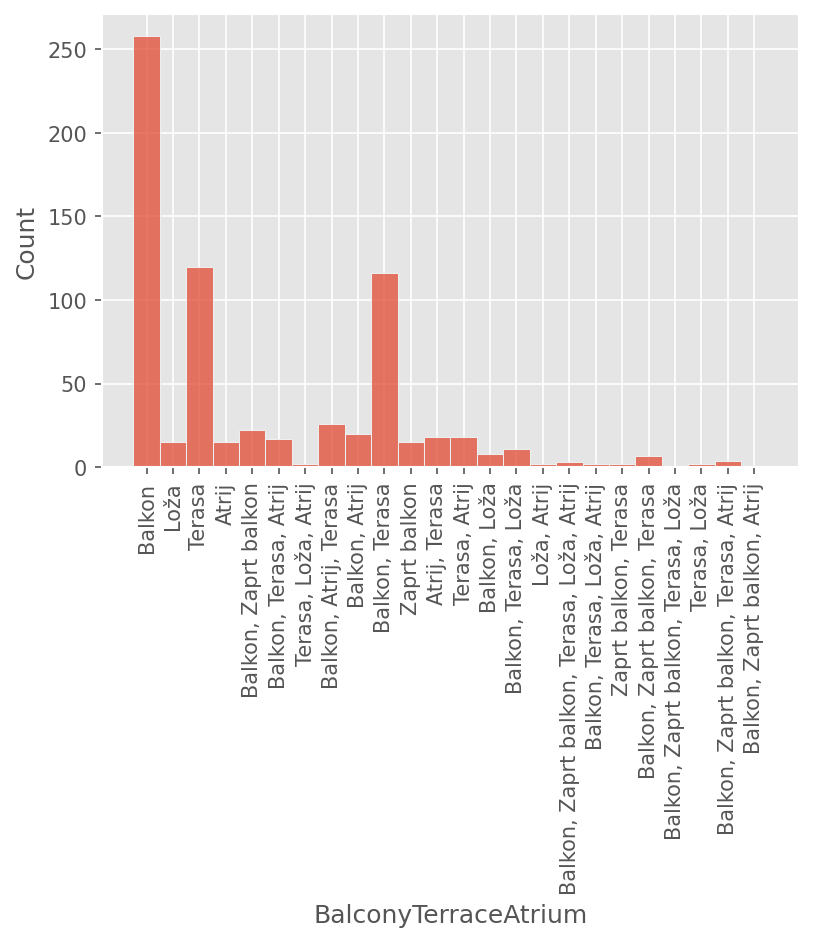 250
200
150
100
50
0
Count
Balkon
Loža
Terasa
Atrij
Balkon, Zaprt balkon
Balkon, Terasa, Atrij
Terasa, Loža, Atrij
Balkon, Atrij, Terasa
Balkon, Atrij
Balkon, Terasa
Zaprt balkon
Atrij, Terasa
Terasa, Atrij
Balkon, Loža
Balkon, Terasa, Loža
Loža, Atrij
Balkon, Zaprt balkon, Terasa, Loža, Atrij
Balkon, Terasa, Loža, Atrij
Zaprt balkon, Terasa
Balkon, Zaprt balkon, Terasa
Balkon, Zaprt balkon, Terasa, Loža
Terasa, Loža
Balkon, Zaprt balkon, Terasa, Atrij
Balkon, Zaprt balkon, Atrij
BalconyTerraceAtrium